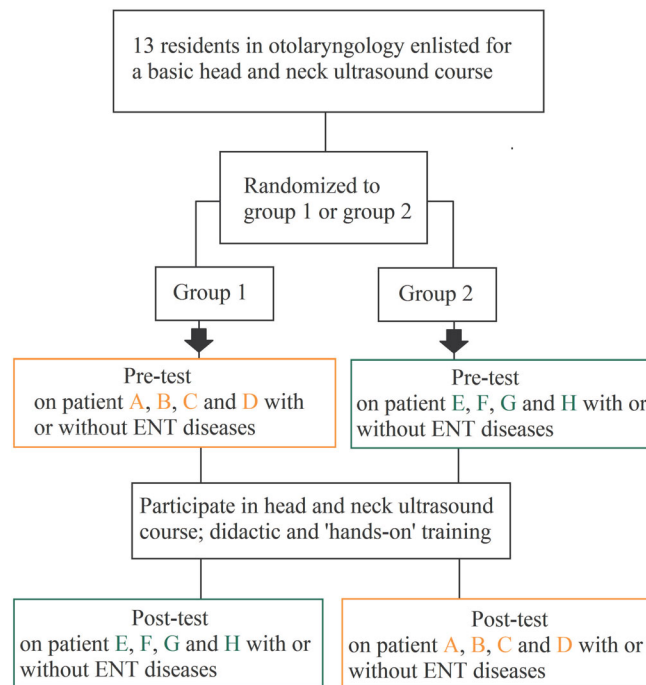 13 residents in otolaryngology enlisted for
a basic head and neck ultrasound course
Randomized to
group 1 or group 2
Group 1
Group 2
Pre-test
on patient A, B, C and D with
or without ENT diseases
Pre-test
on patient E, F, G and H with or
without ENT diseases
Participate in head and neck ultrasound
course; didactic and 'hands-on' training
Post-test
on patient E, F, G and H with or
without ENT diseases
Post-test
on patient A, B, C and D with or
without ENT diseases